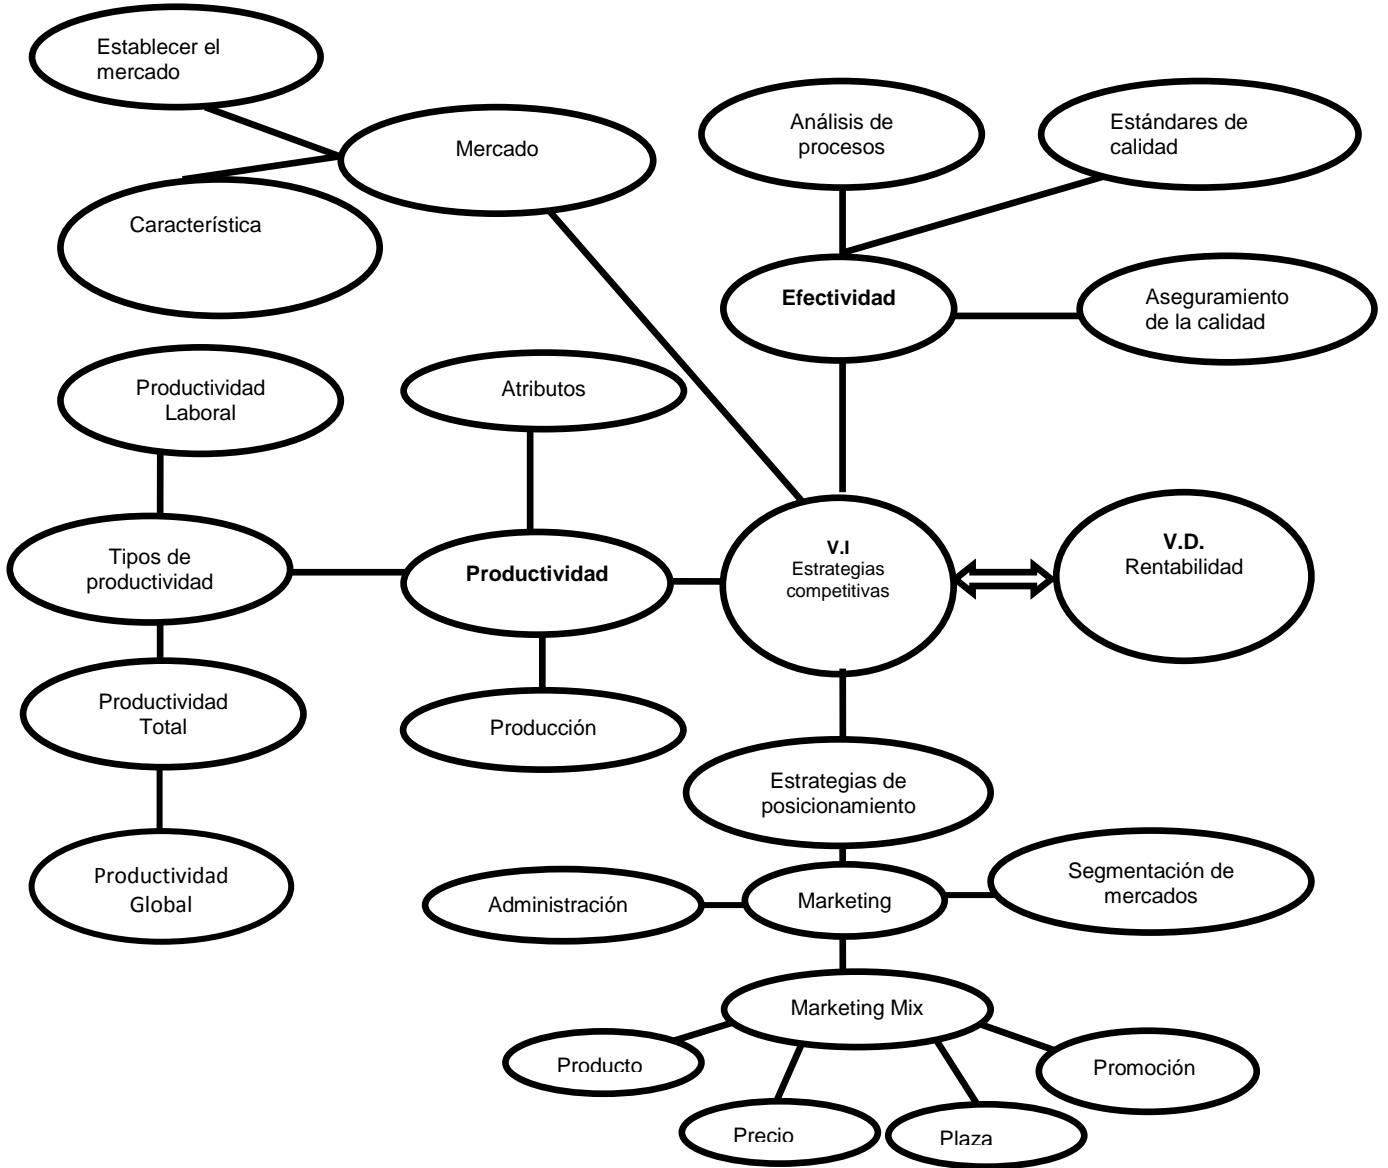 Establecer el
mercado
Mercado
Análisis de
procesos
Estándares de
calidad
Característica
Efectividad
Aseguramiento
de la calidad
Productividad
Laboral
Atributos
Tipos de
productividad
Productividad
V.I
Estrategias
competitivas
V.D.
Rentabilidad
Productividad
Total
Producción
Estrategias de
posicionamiento
Productividad
Global
Administración
Marketing
Segmentación de
mercados
Marketing Mix
Producto
Promoción
Precio
Plaza